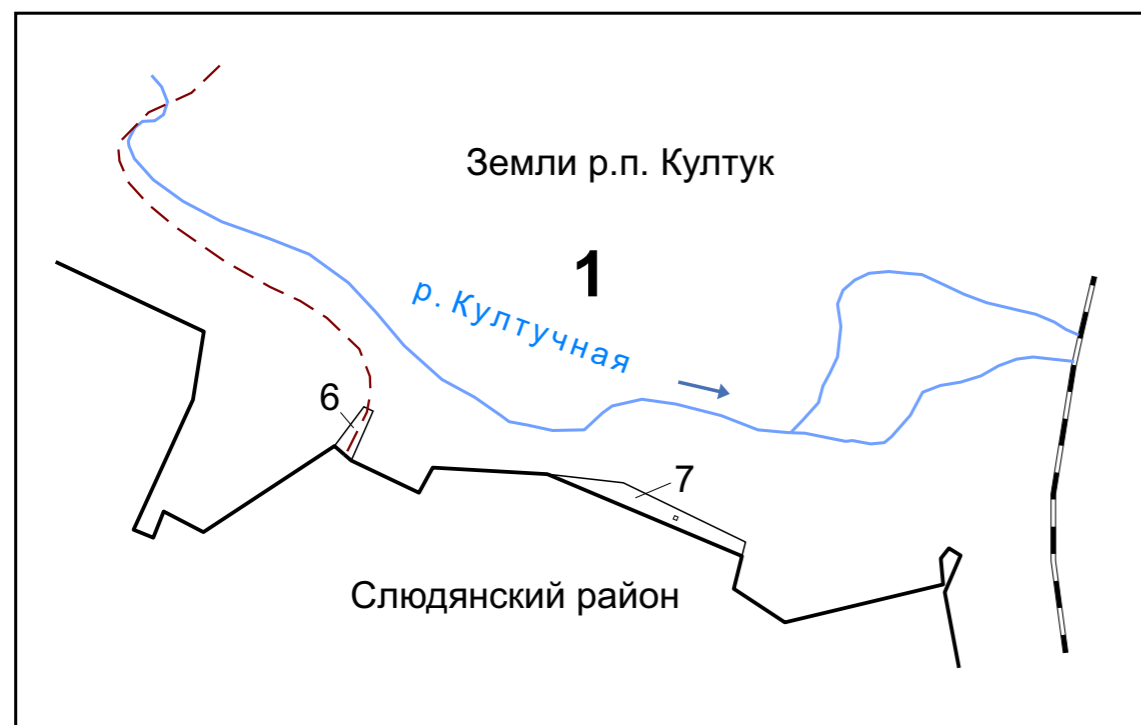 Земли р.п. Култук
1
р. Култучная
6
7
Слюдянский район